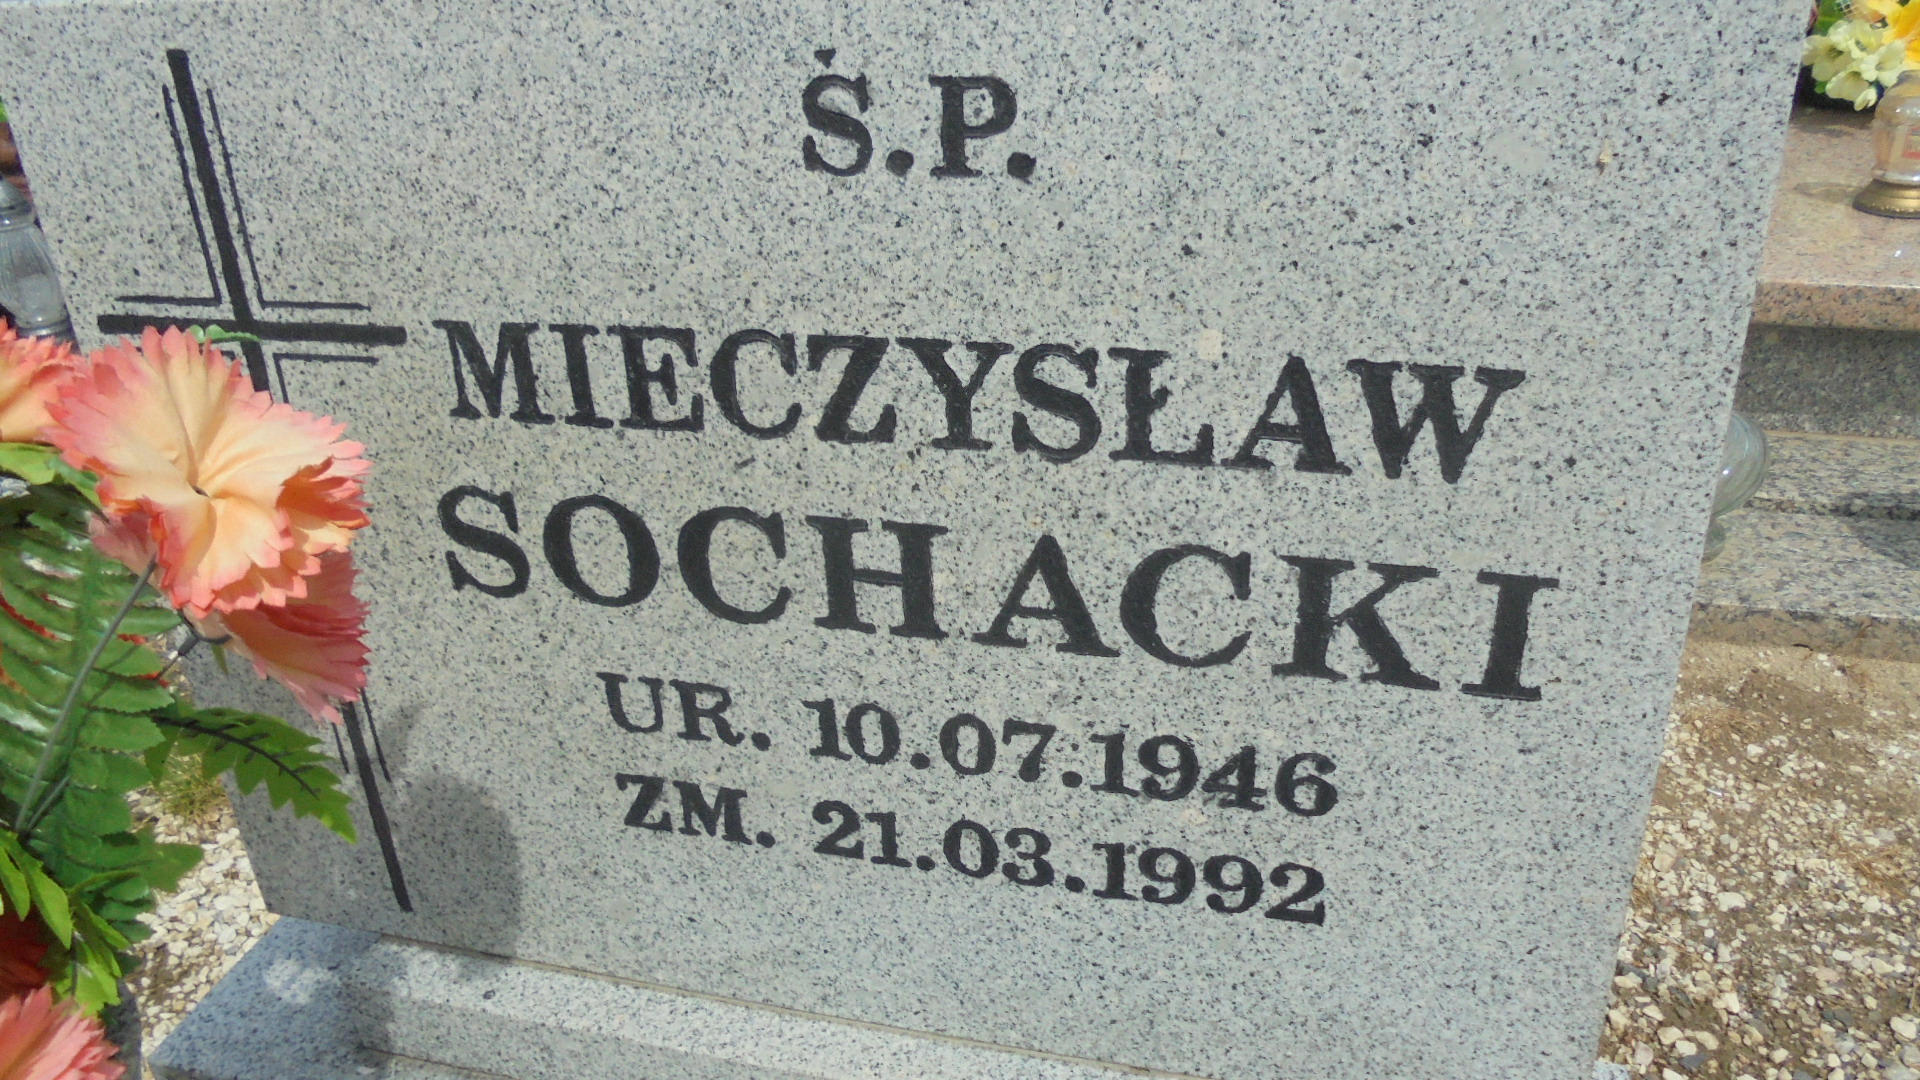 Ś.P.
MIECZYSŁAW
SOCHACKI
UR. 10.07.1946
ZM. 21.03.1992